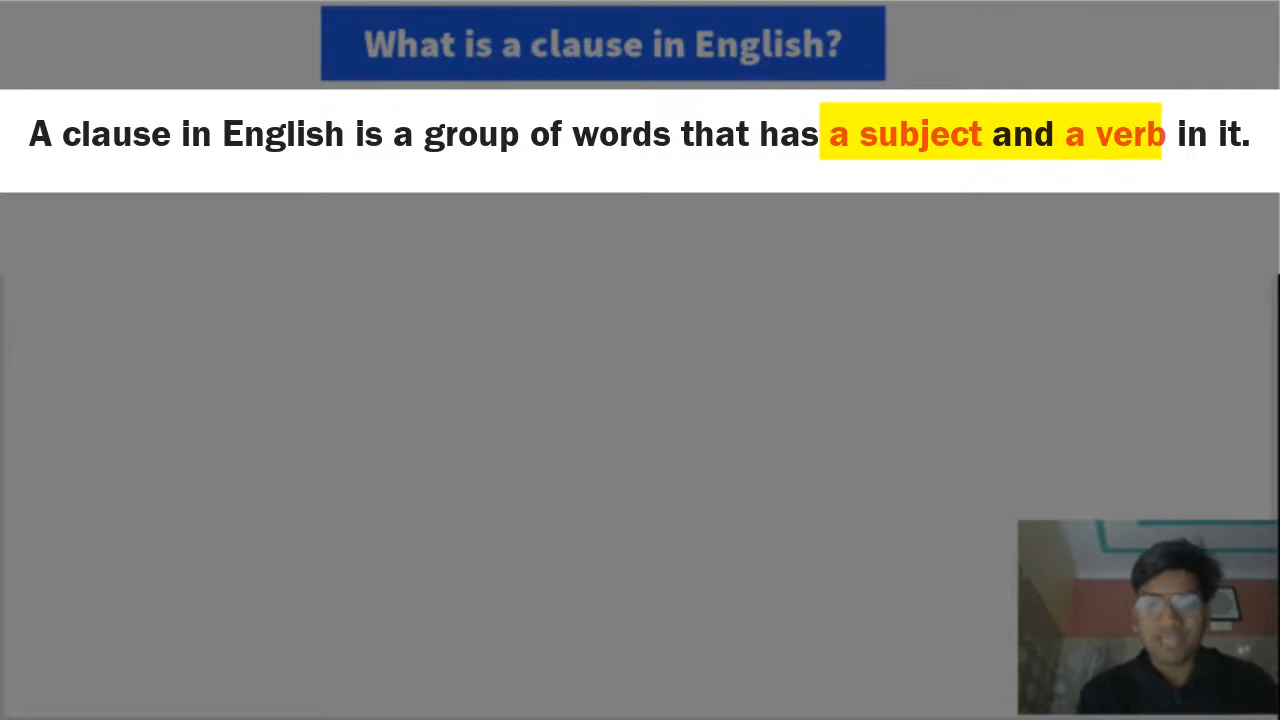 What is a clause in English?
A clause in English is a group of words that has a subject and a verb in it.